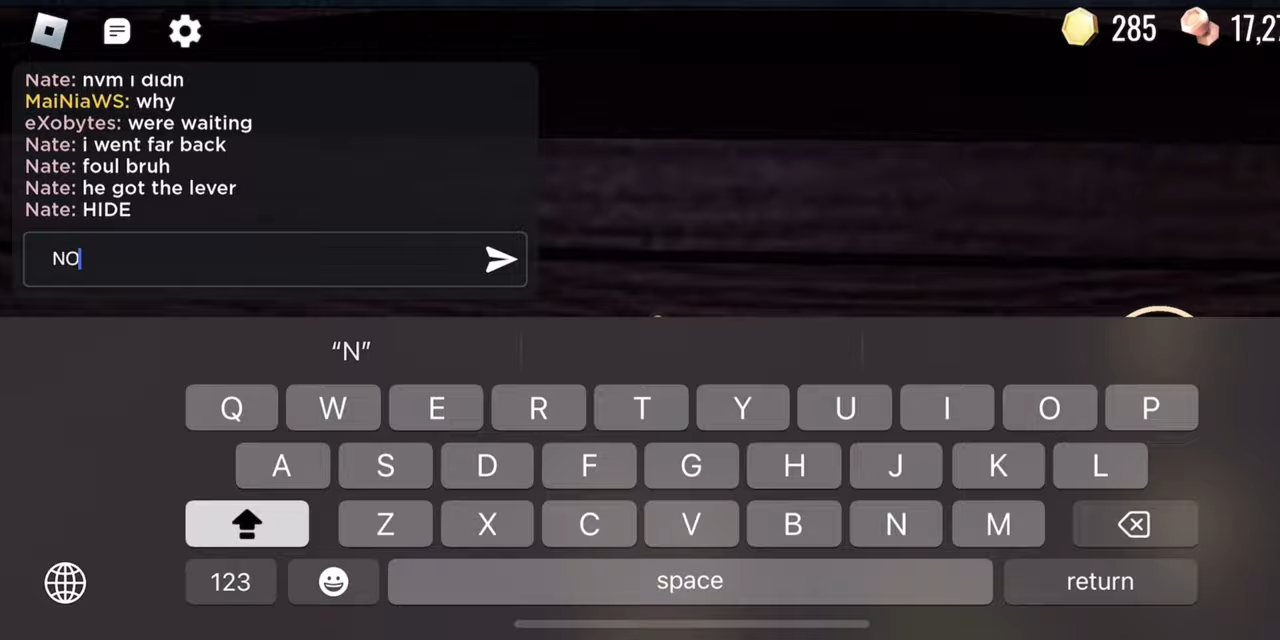 285
17,27
Nate: nvm i didn
MaiNiaWS: why
eXobytes: were waiting
Nate: i went far back
Nate: foul bruh
Nate: he got the lever
Nate: HIDE
NO
“N”
Q W E R T Y U I O P
A S D F G H J K L
Z X C V B N M
123 space return